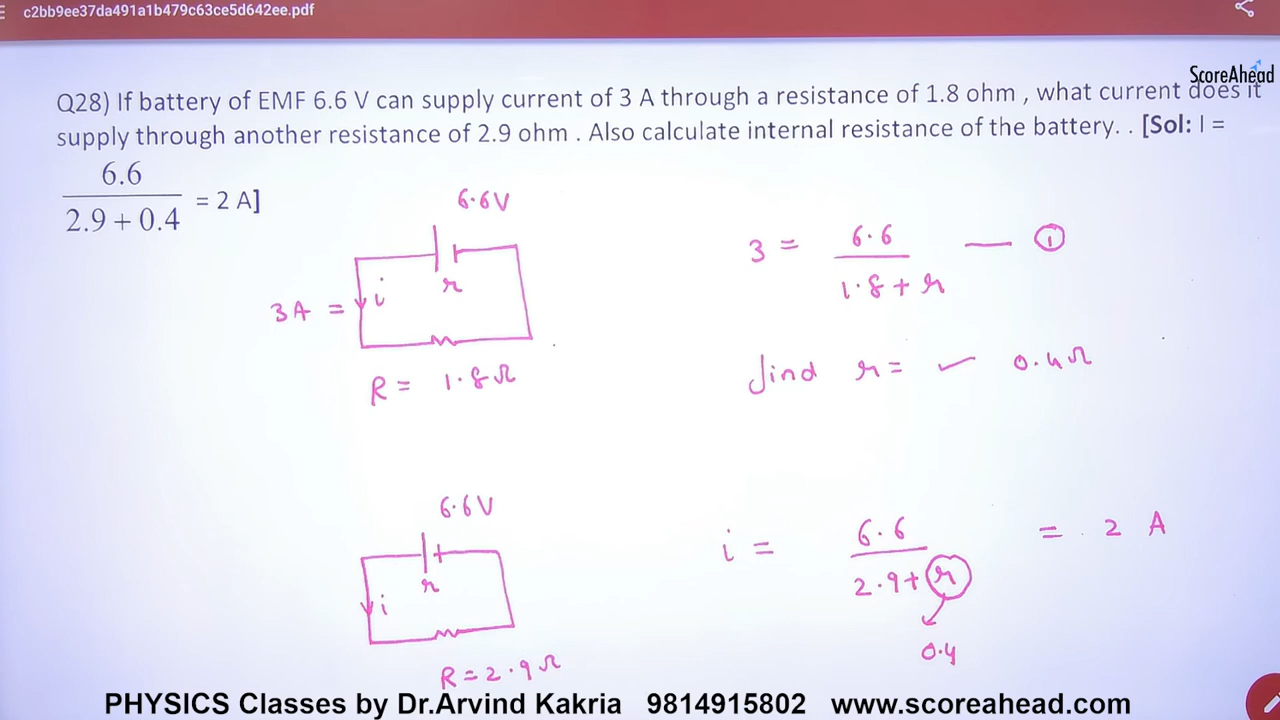 c2bb9ee37da491a1b479c63ce5d642ee.pdf
ScoreAhead
Q28) If battery of EMF 6.6 V can supply current of 3 A through a resistance of 1.8 ohm , what current does it
supply through another resistance of 2.9 ohm . Also calculate internal resistance of the battery. . [Sol: I =
6.6
2.9 + 0.4
= 2 A]
6.6V
r
i
3A =
R = 1.8Ω
3 = 6.6
1.8 + r
— ①
find r = ✓ 0.4Ω
6.6V
r
i
R = 2.9Ω
i = 6.6
2.9 + r
= 2 A
0.4
PHYSICS Classes by Dr.Arvind Kakria 9814915802 www.scoreahead.com